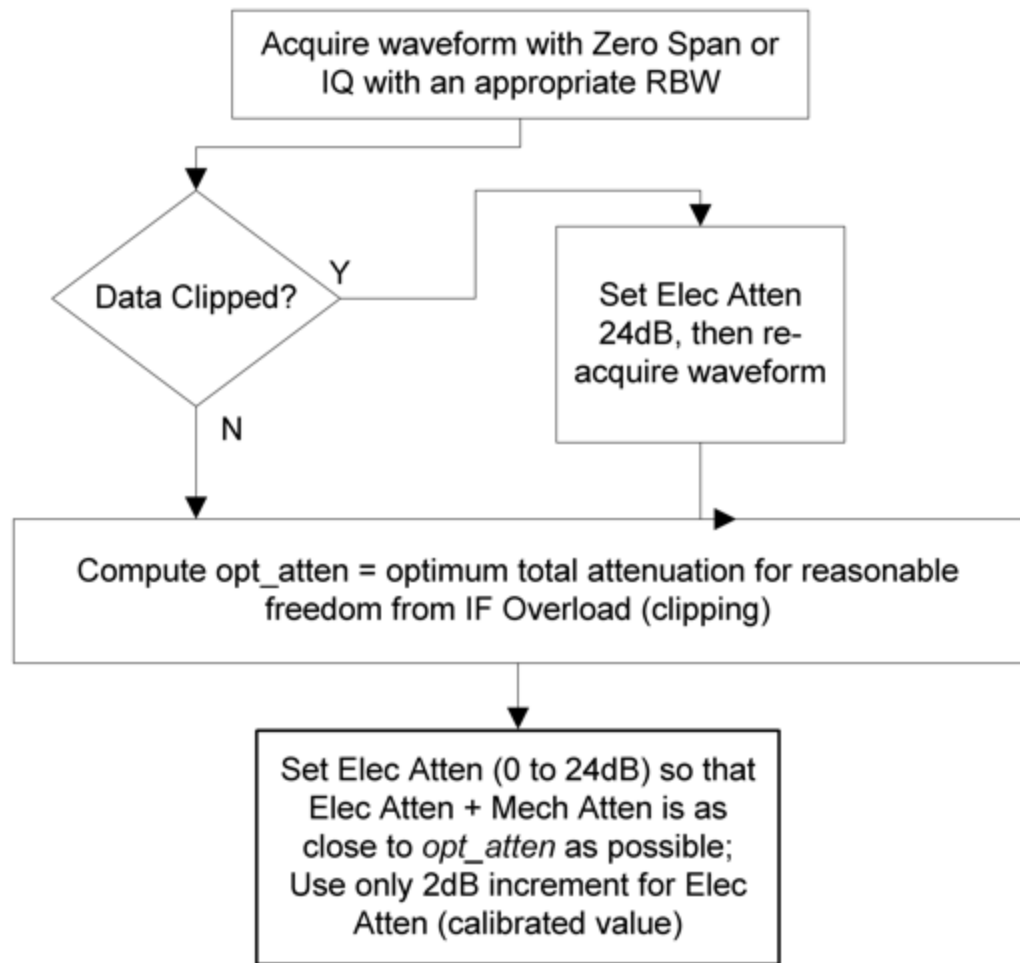 Acquire waveform with Zero Span or
IQ with an appropriate RBW
Data Clipped?
Y
N
Set Elec Atten
24dB, then re-
acquire waveform
Compute opt_atten = optimum total attenuation for reasonable
freedom from IF Overload (clipping)
Set Elec Atten (0 to 24dB) so that
Elec Atten + Mech Atten is as
close to opt_atten as possible;
Use only 2dB increment for Elec
Atten (calibrated value)